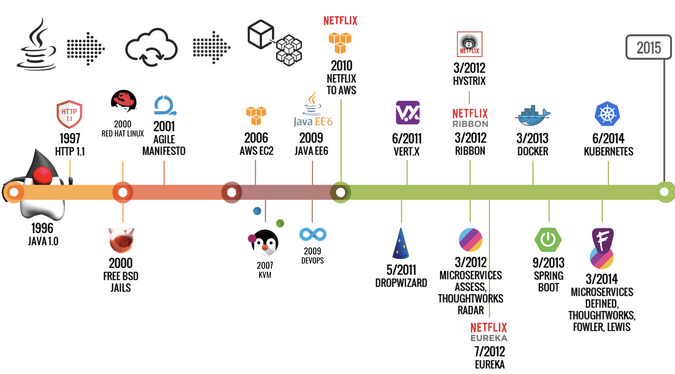 NETFLIX
2010
NETFLIX
TO AWS
3/2012
HYSTRIX
2015
HTTP
1.1
1997
HTTP 1.1
2000
RED HAT LINUX
2001
AGILE
MANIFESTO
2006
AWS EC2
Java EE6
2009
JAVA EE6
VX
6/2011
VERT.X
NETFLIX
RIBBON
3/2012
RIBBON
3/2013
DOCKER
6/2014
KUBERNETES
1996
JAVA 1.0
2000
FREE BSD
JAILS
2007
KVM
2009
DEVOPS
5/2011
DROPWIZARD
3/2012
MICROSERVICES
ASSESS,
THOUGHTWORKS
RADAR
NETFLIX
EUREKA
7/2012
EUREKA
9/2013
SPRING
BOOT
F
3/2014
MICROSERVICES
DEFINED,
THOUGHTWORKS,
FOWLER, LEWIS